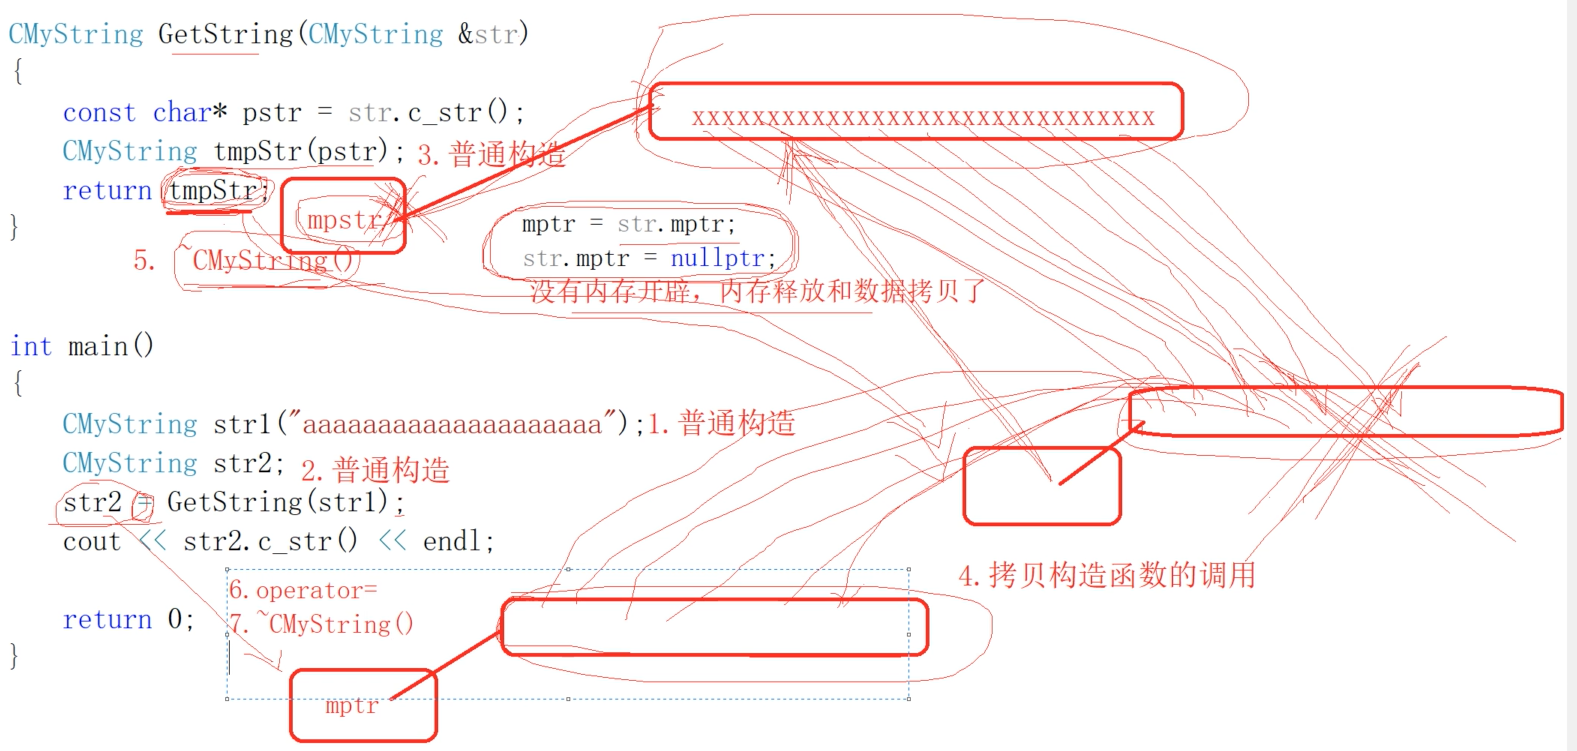 CMyString GetString(CMyString &str)
{
const char* pstr = str.c_str();
CMyString tmpStr(pstr); 3.普通构造
return tmpStr;
mpstr
}
5. ~CMyString()
xxxxxxxxxxxxxxxxxxxxxxxxxxxxxxx
mptr = str.mptr;
str.mptr = nullptr;
没有内存开辟，内存释放和数据拷贝了
int main()
{
CMyString str1("aaaaaaaaaaaaaaaaaaaa");1.普通构造
CMyString str2; 2.普通构造
str2 = GetString(str1);
cout << str2.c_str() << endl;
4.拷贝构造函数的调用
6.operator=
return 0; 7.~CMyString()
}
mptr